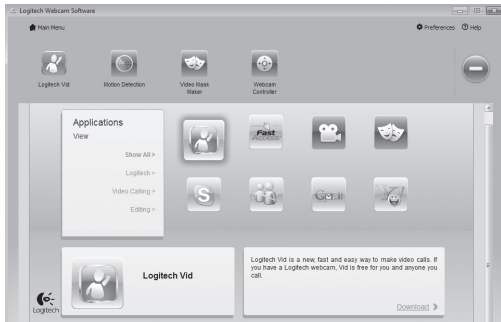 Logitech Webcam Software
Main Menu
Preferences
Help
Logitech Vid
Motion Detection
Video Mask
Maker
Webcam
Controller
Applications
View
Show All >
Logitech >
Video Calling >
Editing >
Fast
Access
S
Gmail
Y!
Logitech Vid
Logitech Vid is a new, fast and easy way to make video calls. If
you have a Logitech webcam, Vid is free for you and anyone you
call.
Download
Logitech